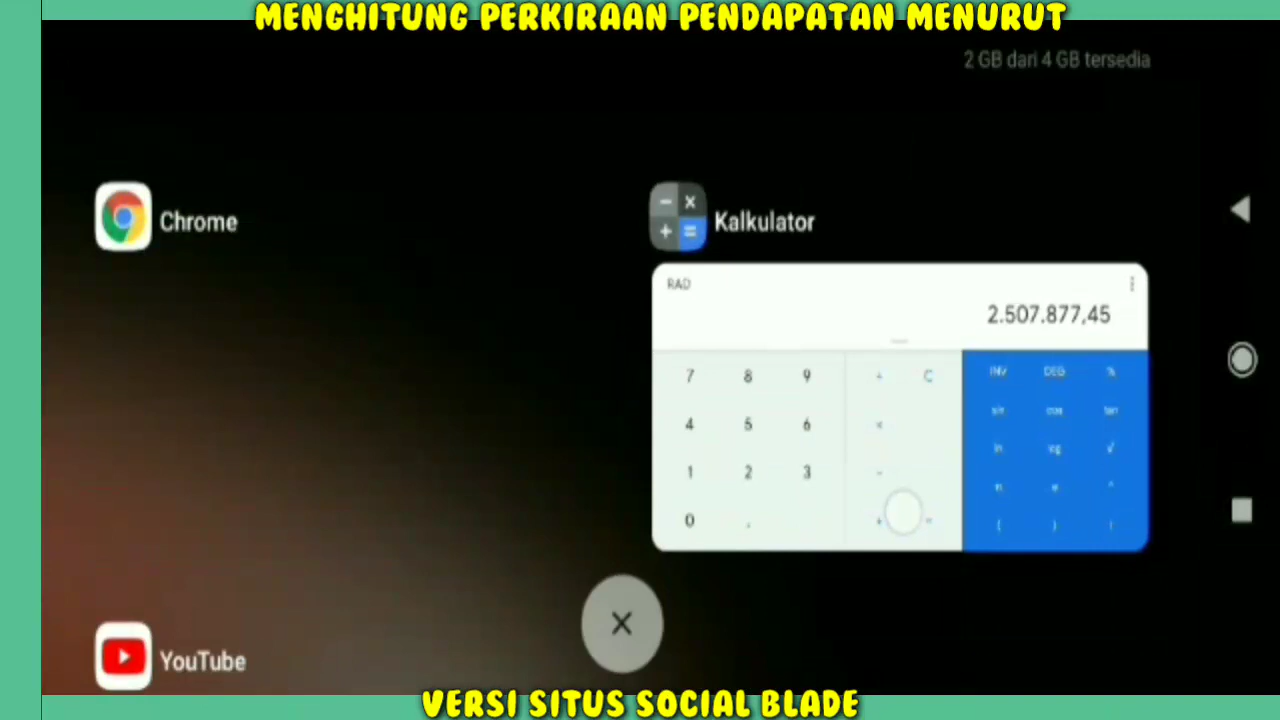 MENGHITUNG PERKIRAAN PENDAPATAN MENURUT
2 GB dari 4 GB tersedia
Chrome
Kalkulator
RAD
2.507.877,45
7 8 9 ÷ C INV DEG %
4 5 6 × sin cos tan
1 2 3 - ln log √
0 . + = π e ^
( ) !
YouTube
VERSI SITUS SOCIAL BLADE